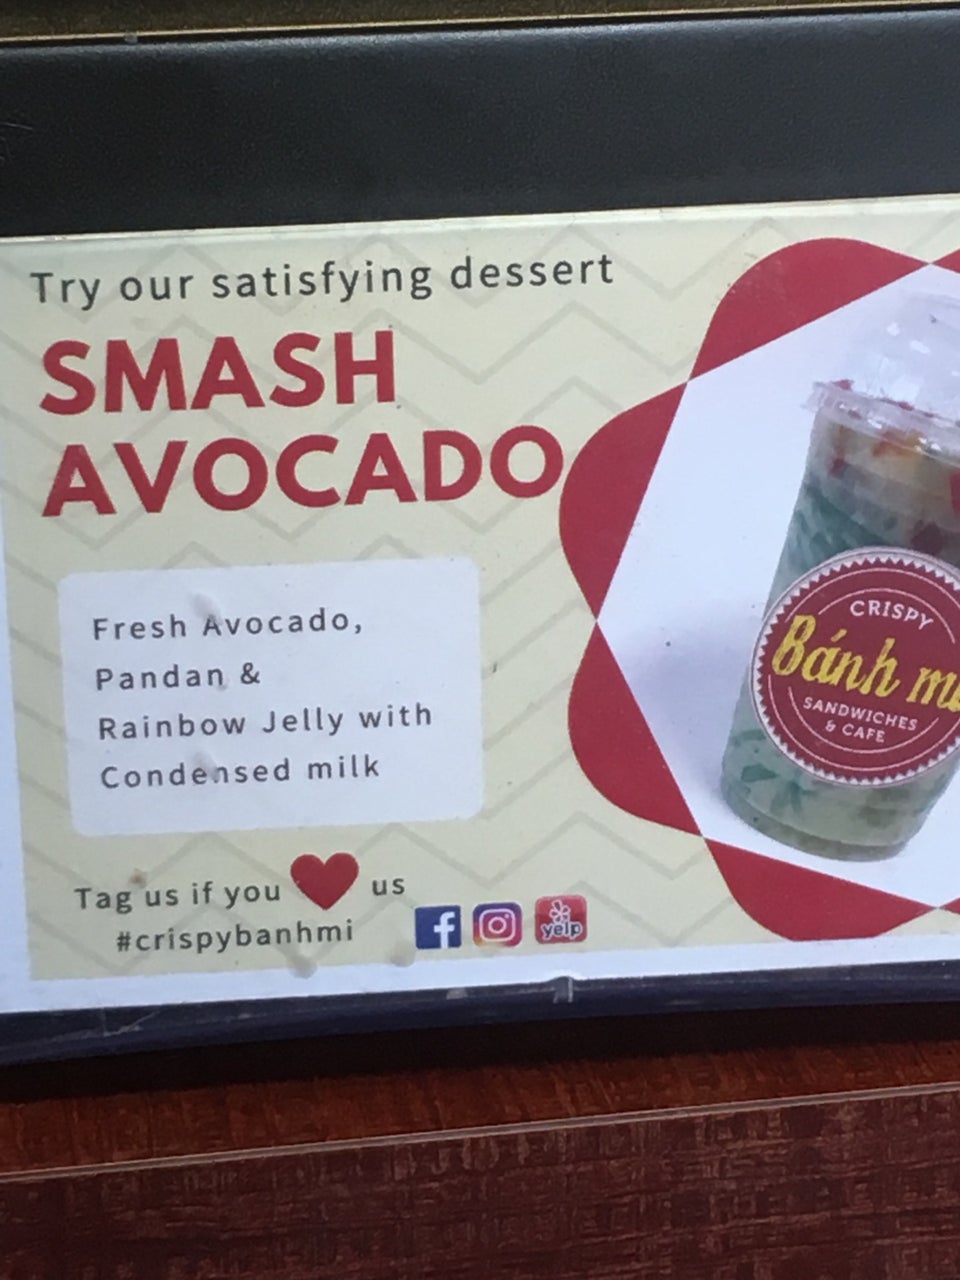 Try our satisfying dessert
SMASH
AVOCADO
Fresh Avocado,
Pandan &
Rainbow Jelly with
Condensed milk
Tag us if you us
#crispybanhmi
f
yelp
CRISPY
Bánh
SANDWICHES
& CAFE